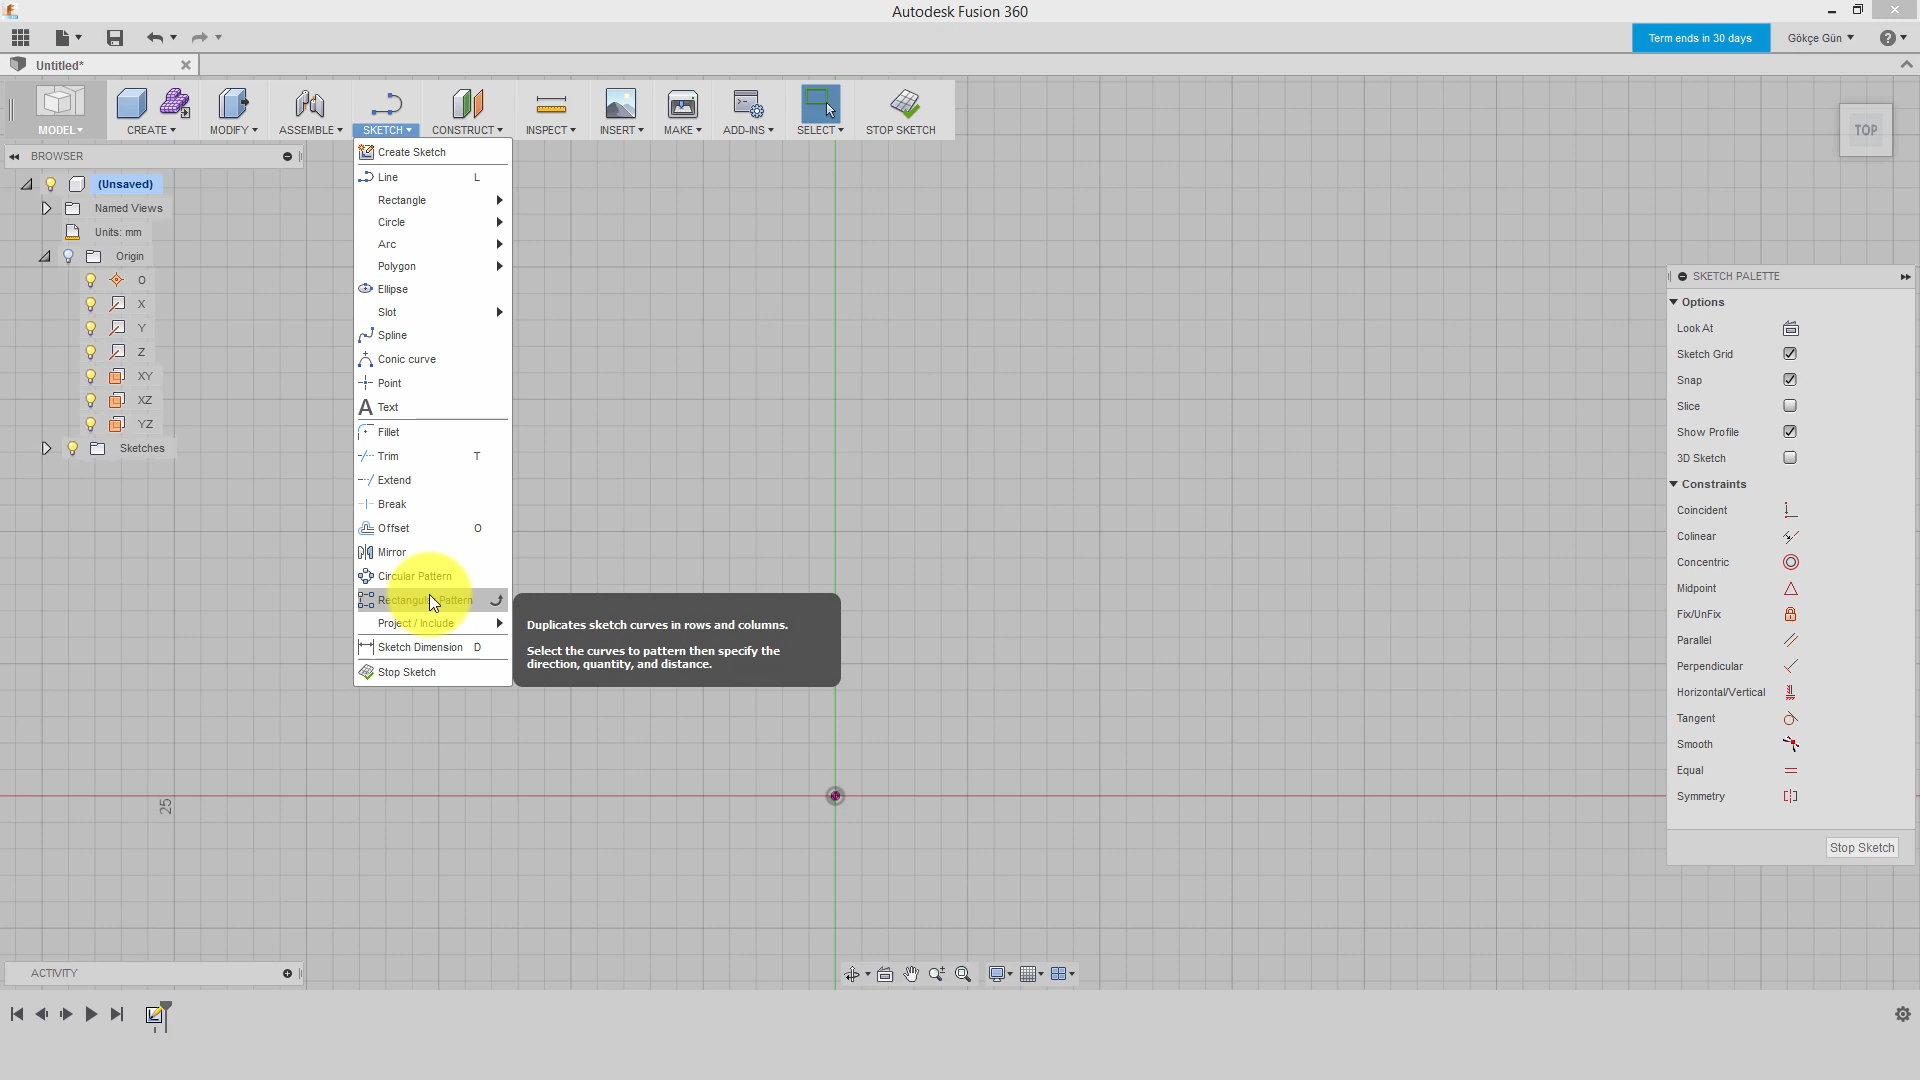 Autodesk Fusion 360
Term ends in 30 days
Gökçe Gün
Untitled*
MODEL
CREATE
MODIFY
ASSEMBLE
SKETCH
CONSTRUCT
INSPECT
INSERT
MAKE
ADD-INS
SELECT
STOP SKETCH
TOP
BROWSER
(Unsaved)
Named Views
Units: mm
Origin
O
X
Y
Z
XY
XZ
YZ
Sketches
Create Sketch
Line L
Rectangle
Circle
Arc
Polygon
Ellipse
Slot
Spline
Conic curve
Point
Text
Fillet
Trim T
Extend
Break
Offset O
Mirror
Circular Pattern
Rectangular Pattern
Project / Include
Sketch Dimension D
Stop Sketch
Duplicates sketch curves in rows and columns.
Select the curves to pattern then specify the
direction, quantity, and distance.
SKETCH PALETTE
Options
Look At
Sketch Grid
Snap
Slice
Show Profile
3D Sketch
Constraints
Coincident
Colinear
Concentric
Midpoint
Fix/UnFix
Parallel
Perpendicular
Horizontal/Vertical
Tangent
Smooth
Equal
Symmetry
Stop Sketch
25
ACTIVITY